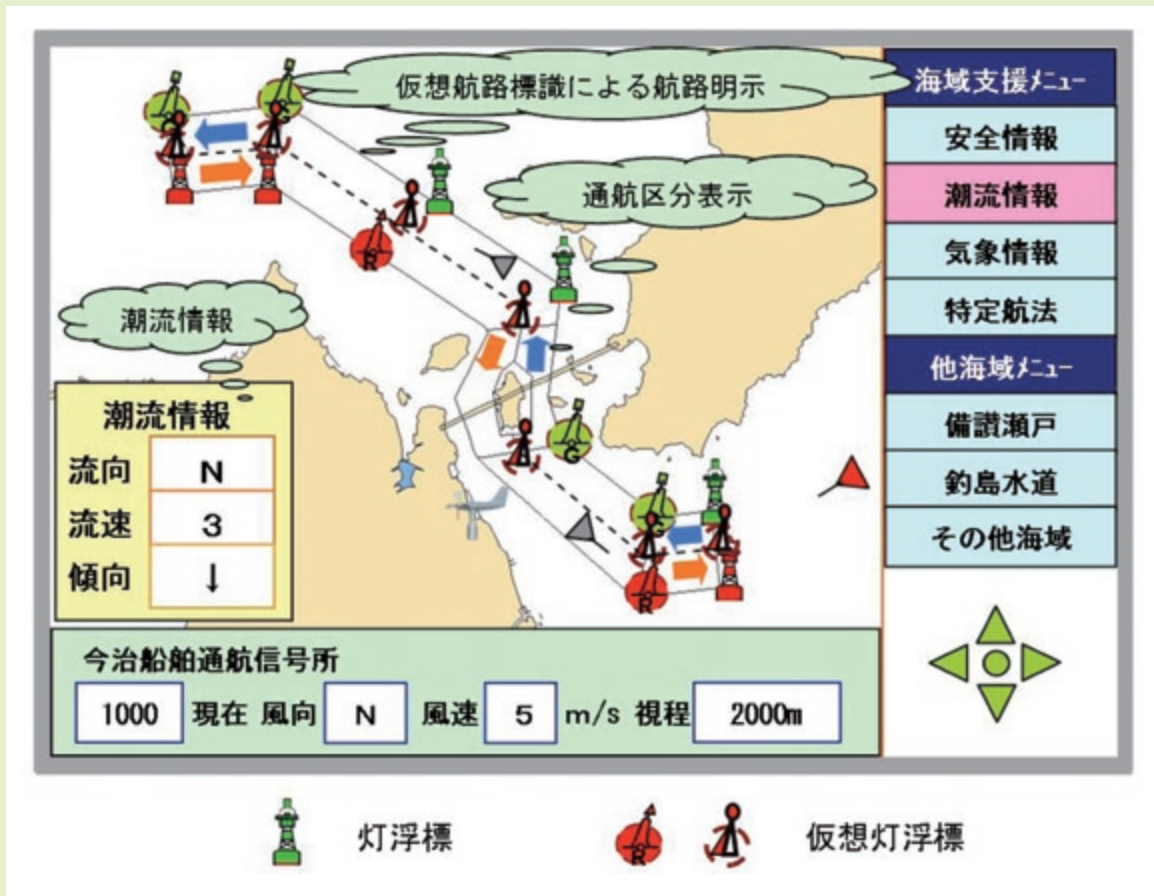 仮想航路標識による航路明示
通航区分表示
潮流情報
潮流情報
流向 N
流速 3
傾向 ↓
G
G
R
G
G
R
海域支援ﾒﾆｭｰ
安全情報
潮流情報
気象情報
特定航法
他海域ﾒﾆｭｰ
備讃瀬戸
釣島水道
その他海域
今治船舶通航信号所
1000 現在 風向 N 風速 5 m/s 視程 2000m
灯浮標
R
仮想灯浮標